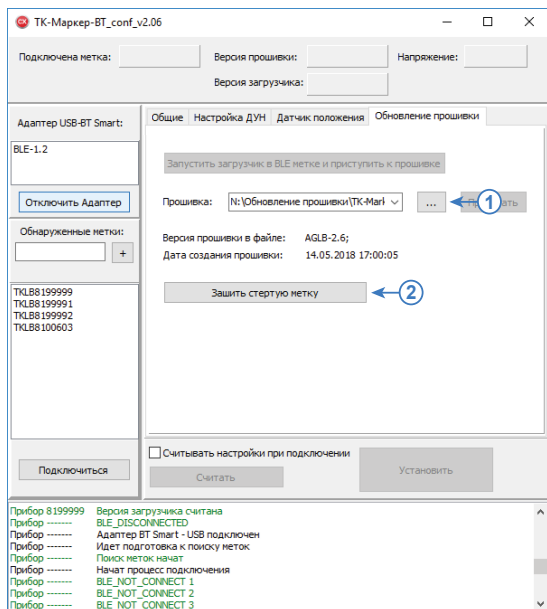 ТК-Маркер-BT_conf_v2.06
Подключена метка:
Версия прошивки:
Напряжение:
Версия загрузчика:
Адаптер USB-BT Smart:
BLE-1.2
Отключить Адаптер
Обнаруженные метки:
+
TKLB8199999
TKLB8199991
TKLB8199992
TKLB8100603
Подключиться
Общие Настройка ДУН Датчик положения Обновление прошивки
Запустить загрузчик в BLE метке и приступить к прошивке
Прошивка: N:\Обновление прошивки\ТК-Mark ... 1
Версия прошивки в файле: AGLB-2.6;
Дата создания прошивки: 14.05.2018 17:00:05
Зашить стертую метку 2
Считывать настройки при подключении
Считать
Установить
Прибор 8199999 Версия загрузчика считана
Прибор ------- BLE_DISCONNECTED
Прибор ------- Адаптер BT Smart - USB подключен
Прибор ------- Идет подготовка к поиску меток
Прибор ------- Поиск меток начат
Прибор ------- Начат процесс подключения
Прибор ------- BLE_NOT_CONNECT 1
Прибор ------- BLE_NOT_CONNECT 2
Прибор ------- BLE_NOT_CONNECT 3